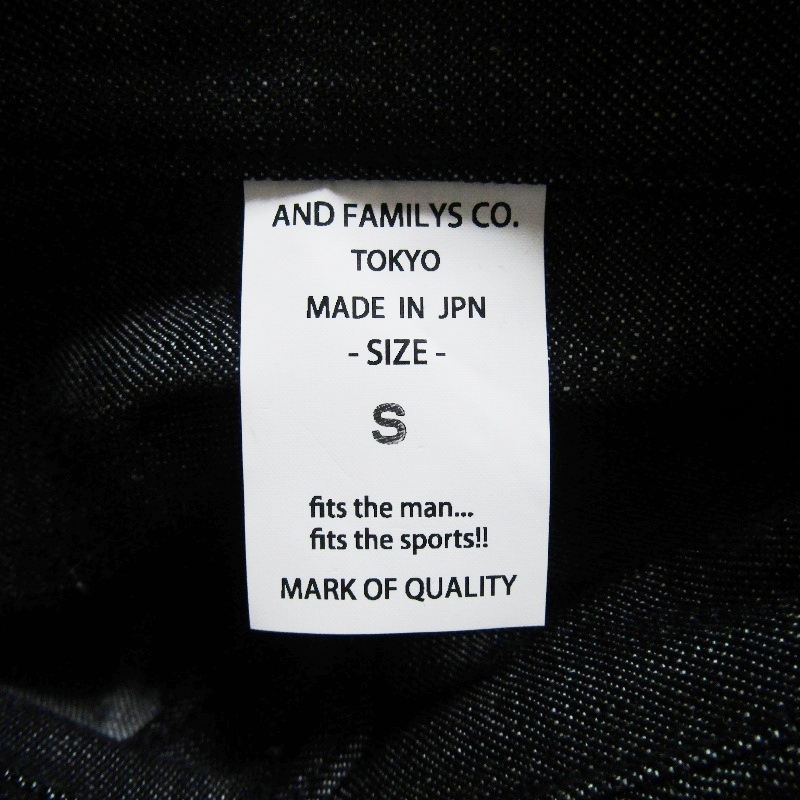 AND FAMILYS CO.
TOKYO
MADE IN JPN
- SIZE -
S
fits the man...
fits the sports!!
MARK OF QUALITY